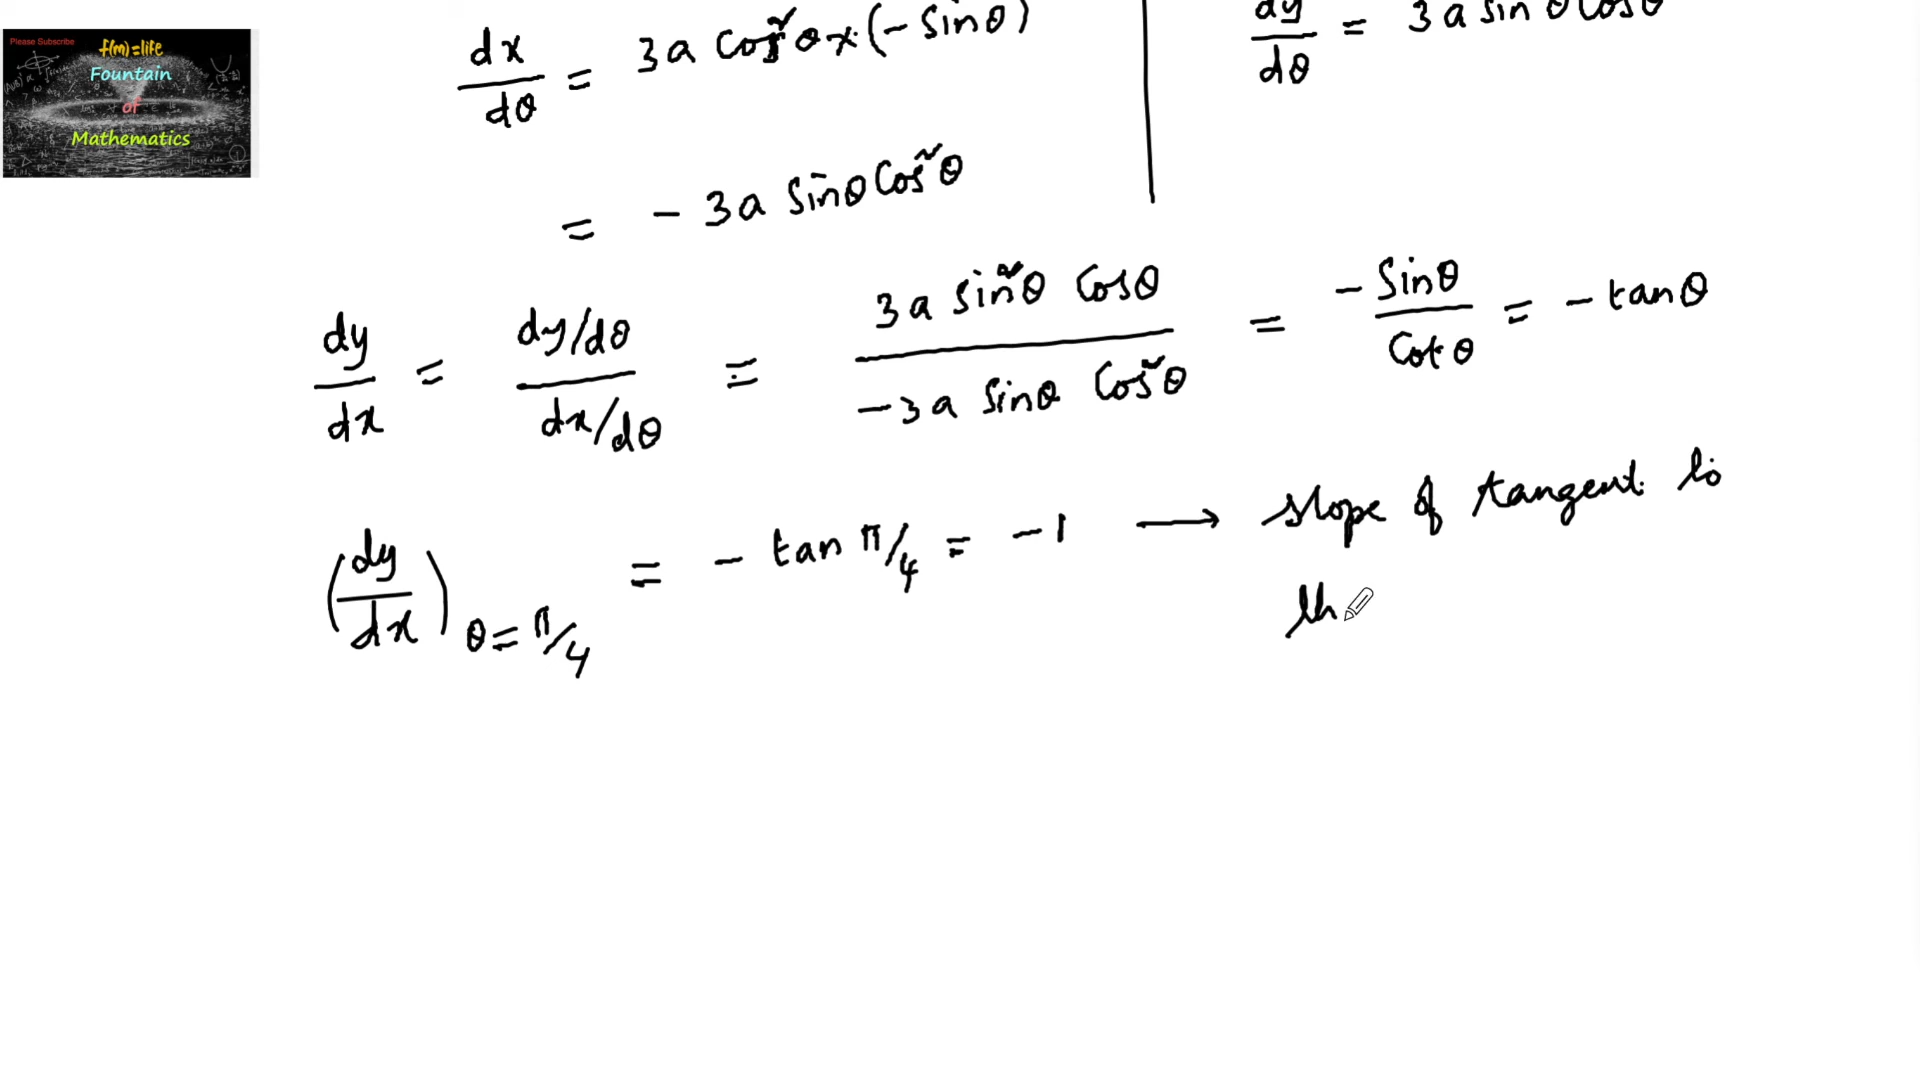 dx/dθ = 3a cos²θ × (- sinθ)
dy/dθ = 3a sin²θ cosθ
Please Subscribe
f(m)=life
Fountain
of
Mathematics
= - 3a sinθ cos²θ
dy/dx = (dy/dθ)/(dx/dθ) = (3a sin²θ cosθ)/(-3a sinθ cos²θ) = - sinθ/cosθ = - tanθ
(dy/dx) θ=π/4 = - tan π/4 = -1 → slope of tangent to
th